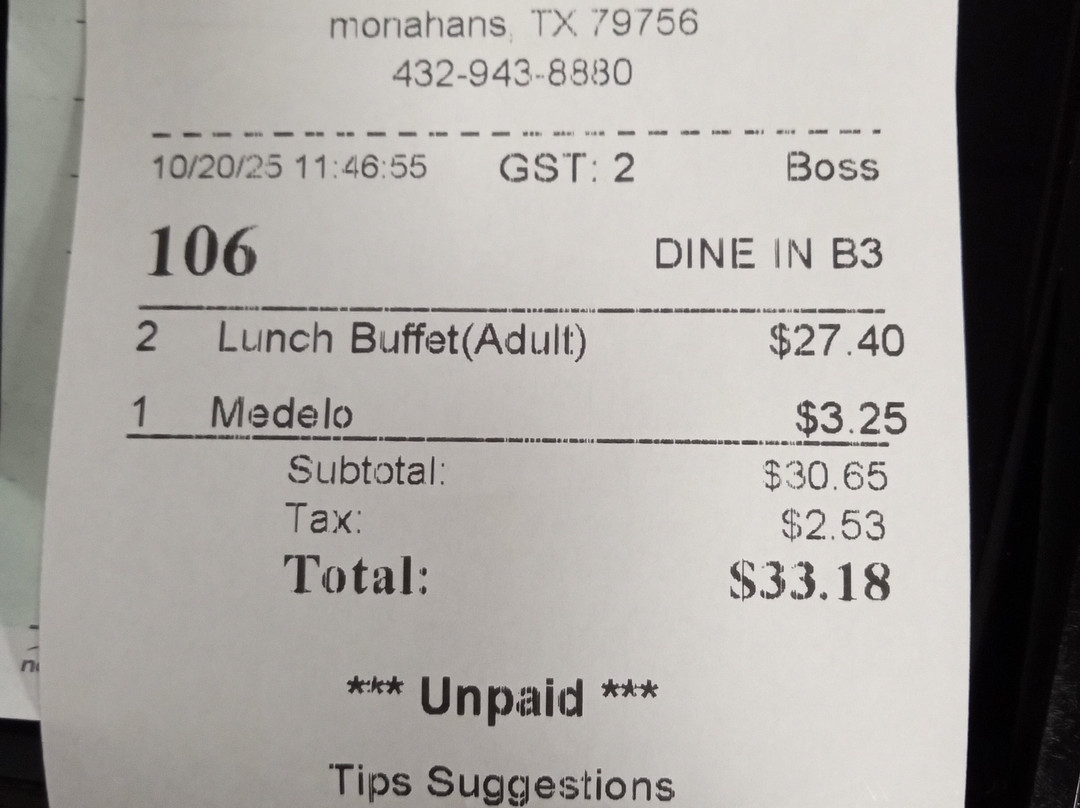 monahans, TX 79756
432-943-8880
10/20/25 11:46:55 GST: 2 Boss
106 DINE IN B3
2 Lunch Buffet(Adult) $27.40
1 Medelo $3.25
Subtotal: $30.65
Tax: $2.53
Total: $33.18
*** Unpaid ***
Tips Suggestions